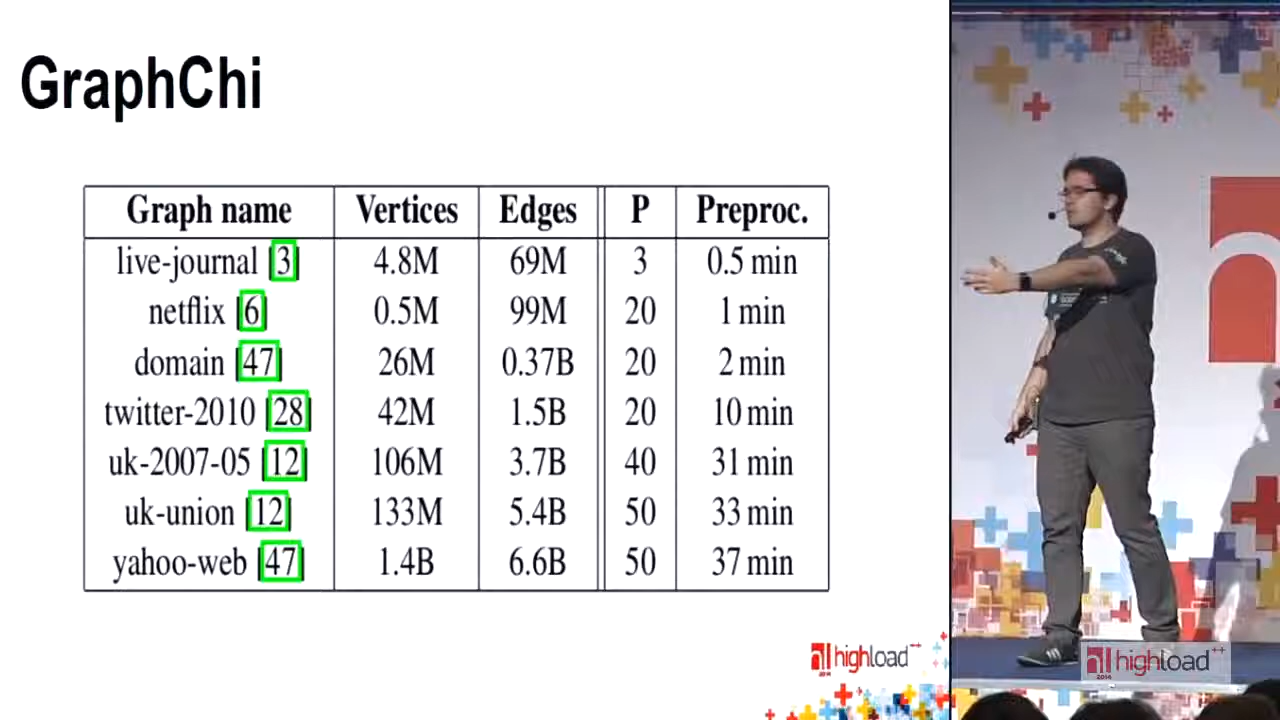 GraphChi
Graph name Vertices Edges P Preproc.
live-journal [3] 4.8M 69M 3 0.5 min
netflix [6] 0.5M 99M 20 1 min
domain [47] 26M 0.37B 20 2 min
twitter-2010 [28] 42M 1.5B 20 10 min
uk-2007-05 [12] 106M 3.7B 40 31 min
uk-union [12] 133M 5.4B 50 33 min
yahoo-web [47] 1.4B 6.6B 50 37 min
highload++
2014
highload++
2014